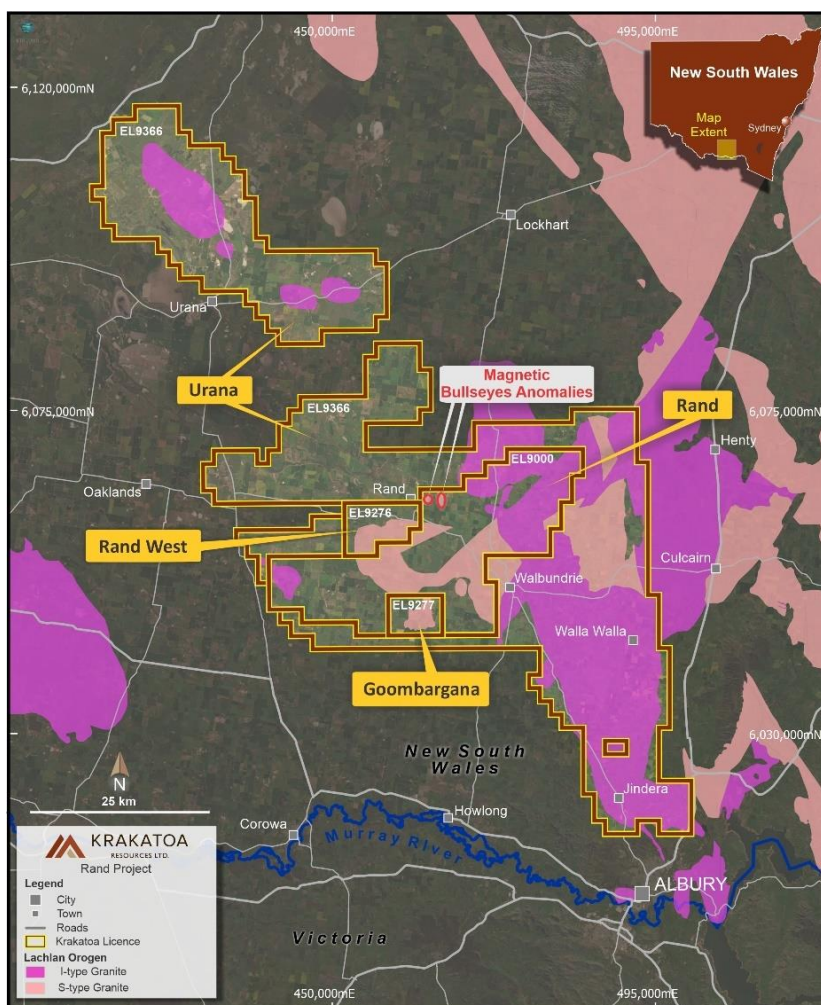 450,000mE
495,000mE
6,120,000mN
New South Wales
Map
Extent
Sydney
EL9366
Lockhart
Urana
Urana
Magnetic
Bullseyes Anomalies
EL9366
Rand
6,075,000mN
6,075,000mN
Henty
EL9000
Oaklands
Rand
EL9276
Rand West
Culcairn
Walbundrie
EL9277
Walla Walla
Goombargana
6,030,000mN
New South
Wales
N
25 km
Jindera
Howlong
Corowa
Murray River
KRAKATOA
RESOURCES LTD.
Rand Project
Legend
City
Town
Roads
Krakatoa Licence
Lachlan Orogen
I-type Granite
S-type Granite
ALBURY
Victoria
450,000mE
495,000mE